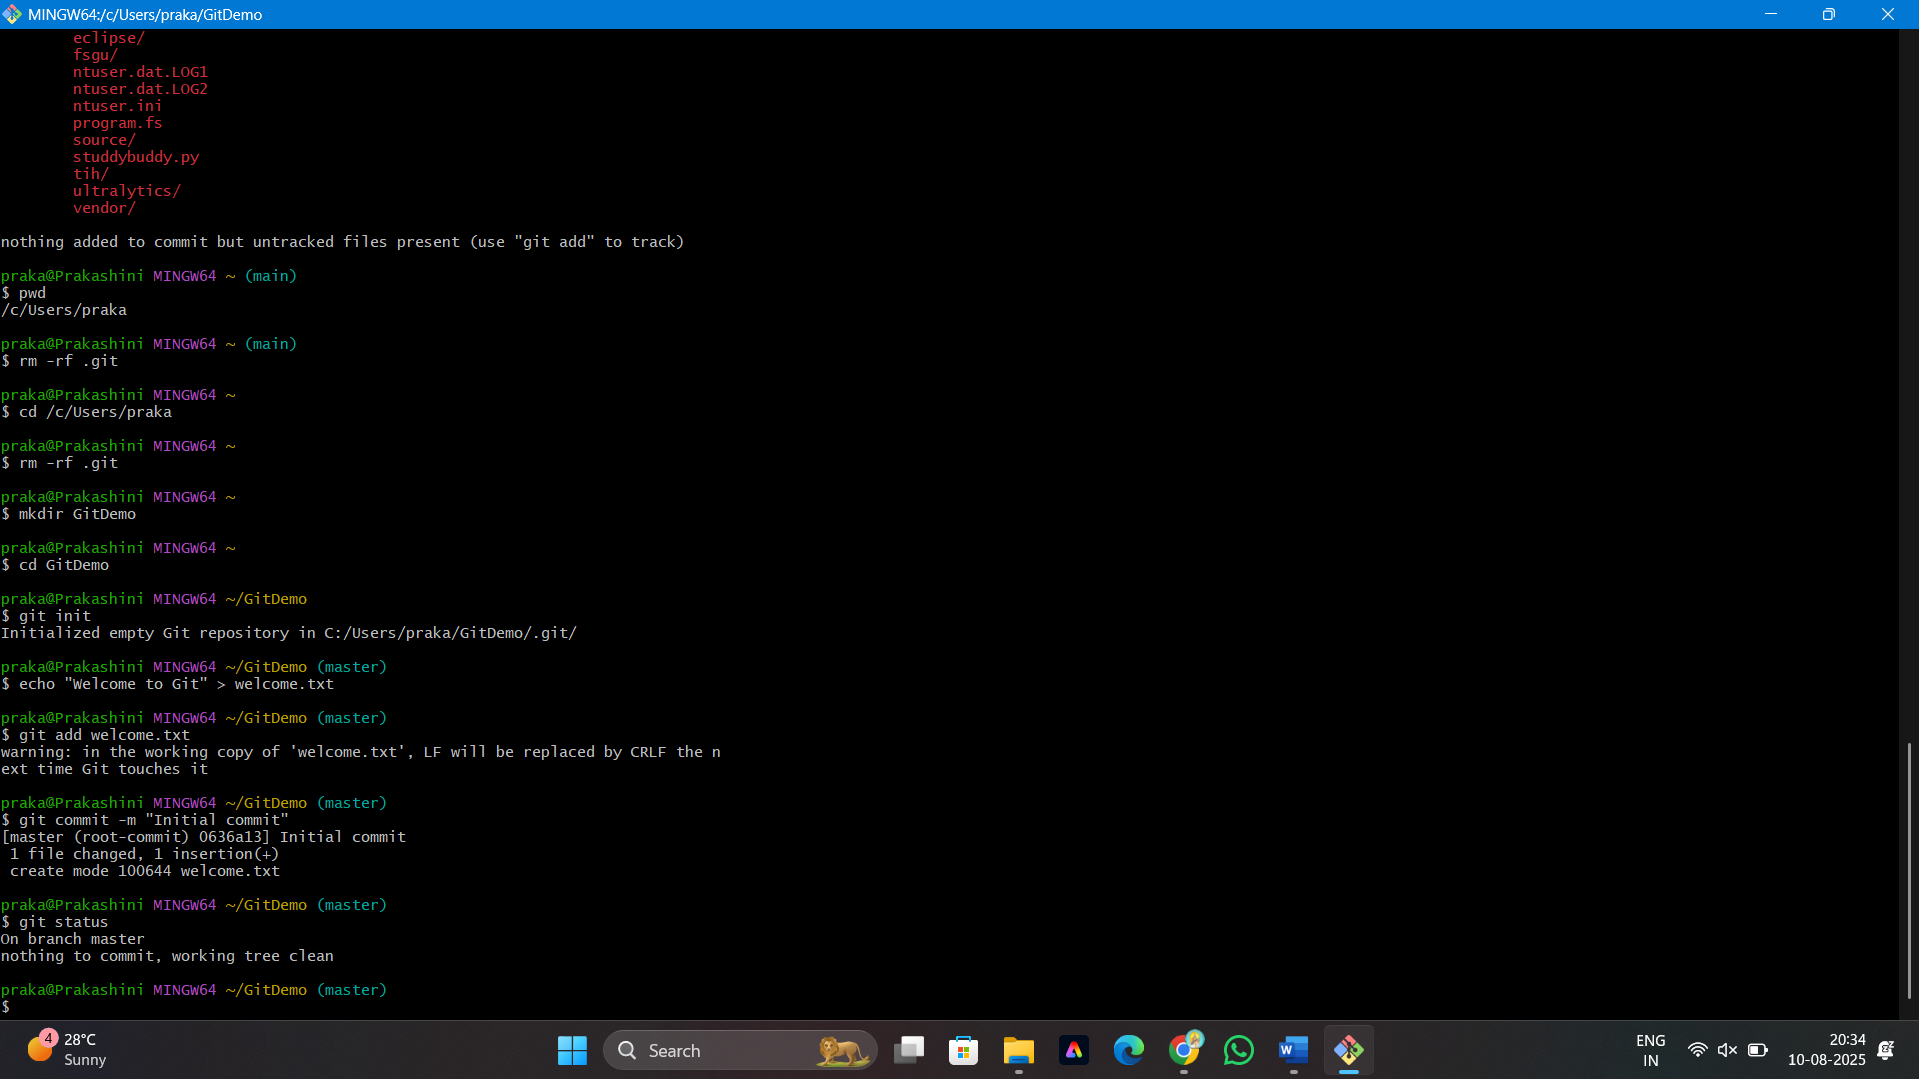 MINGW64:/c/Users/praka/GitDemo
eclipse/
fsgu/
ntuser.dat.LOG1
ntuser.dat.LOG2
ntuser.ini
program.fs
source/
studdybuddy.py
tih/
ultralytics/
vendor/
nothing added to commit but untracked files present (use "git add" to track)
praka@Prakashini MINGW64 ~ (main)
$ pwd
/c/Users/praka
praka@Prakashini MINGW64 ~ (main)
$ rm -rf .git
praka@Prakashini MINGW64 ~
$ cd /c/Users/praka
praka@Prakashini MINGW64 ~
$ rm -rf .git
praka@Prakashini MINGW64 ~
$ mkdir GitDemo
praka@Prakashini MINGW64 ~
$ cd GitDemo
praka@Prakashini MINGW64 ~/GitDemo
$ git init
Initialized empty Git repository in C:/Users/praka/GitDemo/.git/
praka@Prakashini MINGW64 ~/GitDemo (master)
$ echo "Welcome to Git" > welcome.txt
praka@Prakashini MINGW64 ~/GitDemo (master)
$ git add welcome.txt
warning: in the working copy of 'welcome.txt', LF will be replaced by CRLF the n
ext time Git touches it
praka@Prakashini MINGW64 ~/GitDemo (master)
$ git commit -m "Initial commit"
[master (root-commit) 0636a13] Initial commit
1 file changed, 1 insertion(+)
create mode 100644 welcome.txt
praka@Prakashini MINGW64 ~/GitDemo (master)
$ git status
On branch master
nothing to commit, working tree clean
praka@Prakashini MINGW64 ~/GitDemo (master)
$
4
28°C
Sunny
Search
W
ENG
IN
20:34
10-08-2025